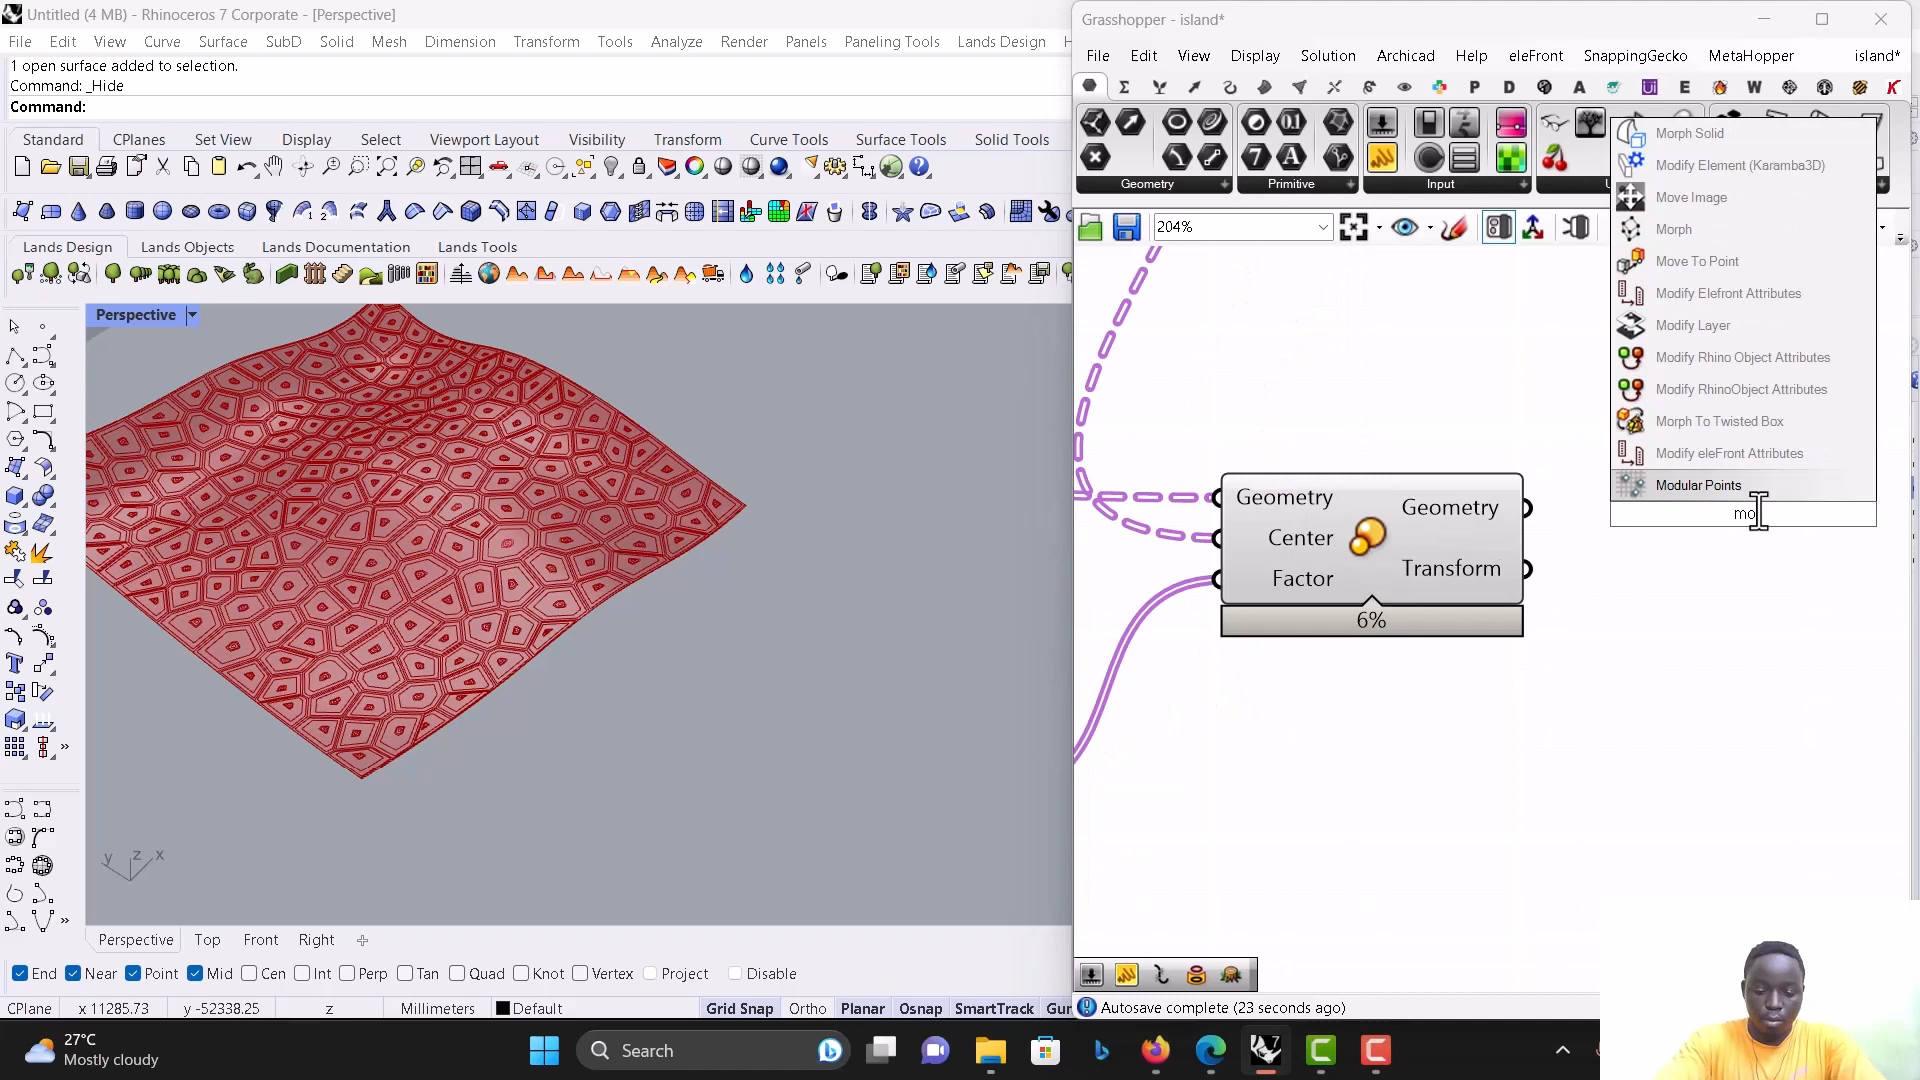 Untitled (4 MB) - Rhinoceros 7 Corporate - [Perspective]
File Edit View Curve Surface SubD Solid Mesh Dimension Transform Tools Analyze Render Panels Paneling Tools Lands Design
1 open surface added to selection.
Command: _Hide
Command:
Standard CPlanes Set View Display Select Viewport Layout Visibility Transform Curve Tools Surface Tools Solid Tools
Lands Design Lands Objects Lands Documentation Lands Tools
Perspective
y z x
Perspective Top Front Right
End Near Point Mid Cen Int Perp Tan Quad Knot Vertex Project Disable
CPlane x 11285.73 y -52338.25 z Millimeters Default Grid Snap Ortho Planar Osnap SmartTrack Gum
Grasshopper - island*
File Edit View Display Solution Archicad Help eleFront SnappingGecko MetaHopper island*
Geometry Primitive Input
204%
Morph Solid
Modify Element (Karamba3D)
Move Image
Morph
Move To Point
Modify Elefront Attributes
Modify Layer
Modify Rhino Object Attributes
Modify RhinoObject Attributes
Morph To Twisted Box
Modify eleFront Attributes
Modular Points
mo
Geometry Geometry
Center
Factor Transform
6%
Autosave complete (23 seconds ago)
27°C
Mostly cloudy
Search